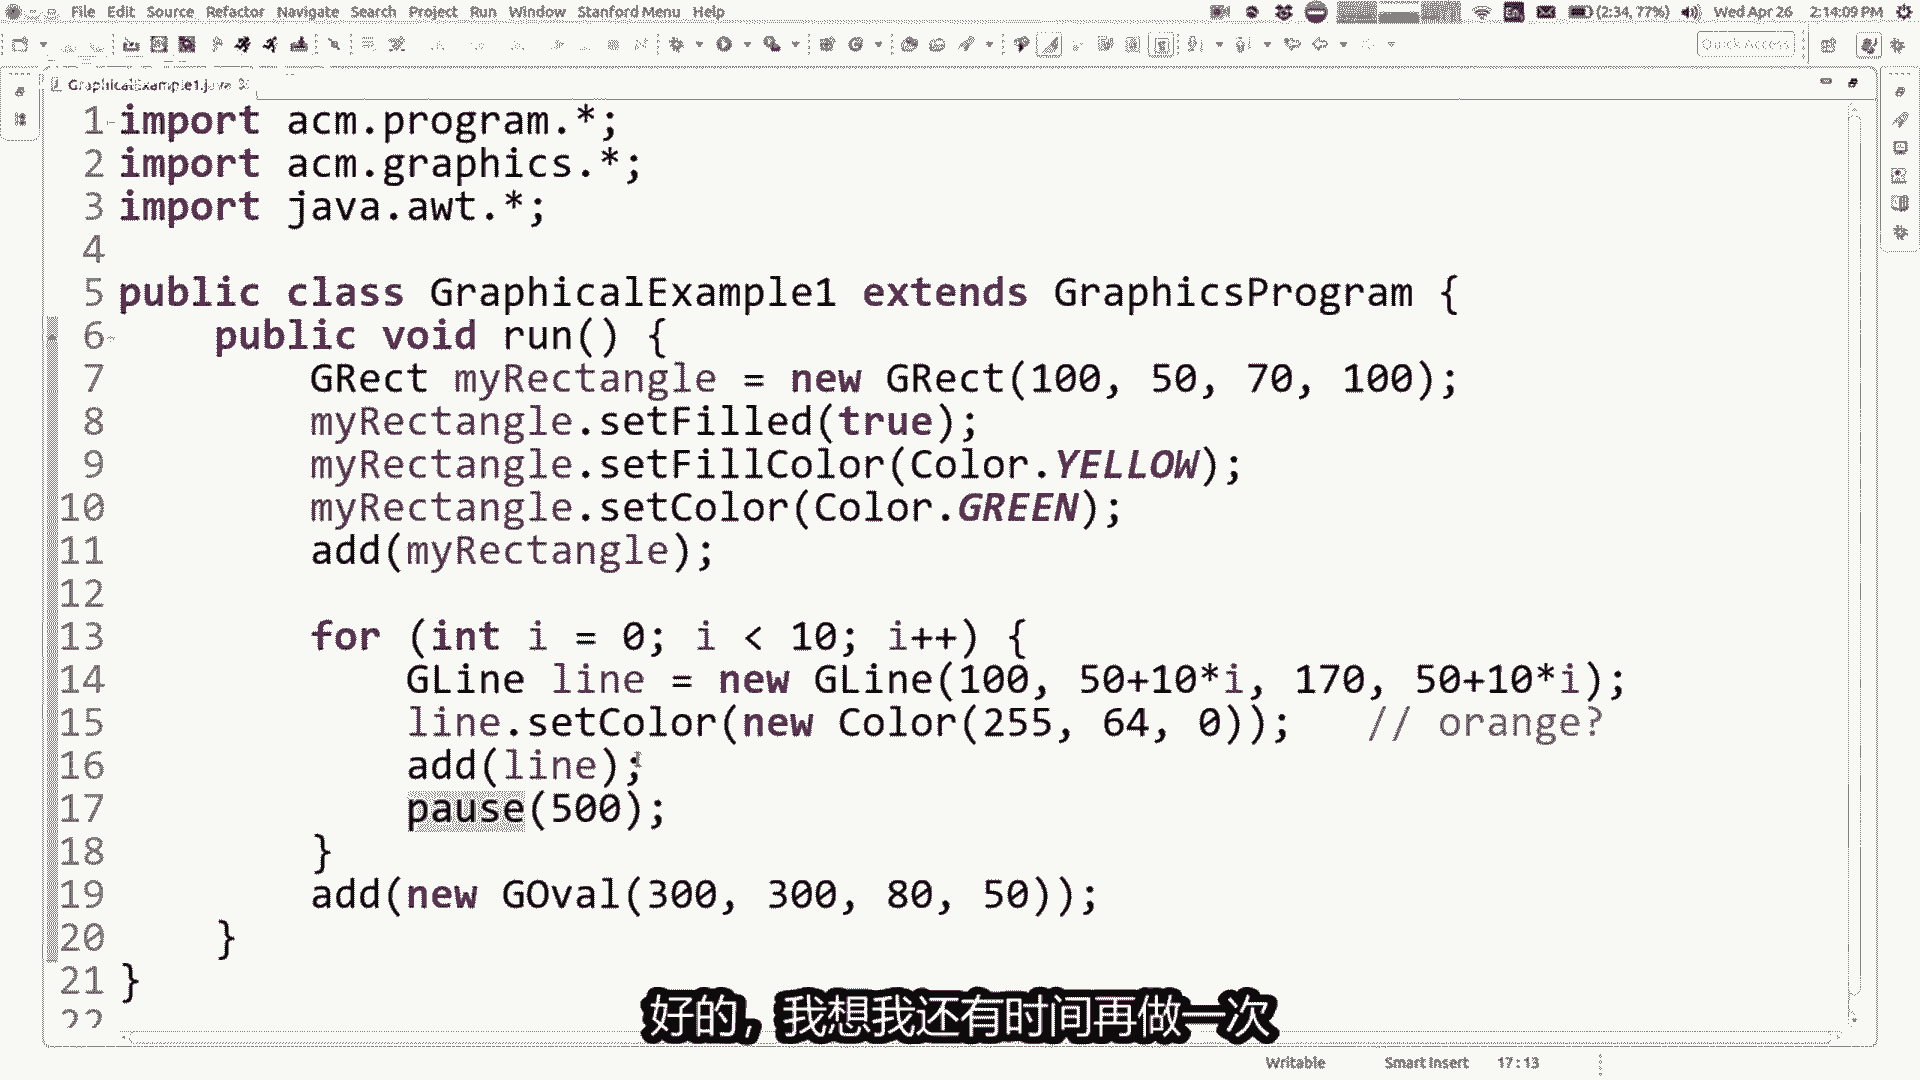 File Edit Source Refactor Navigate Search Project Run Window Stanford Menu Help (2:34, 77%) Wed Apr 26 2:14:09 PM
Quick Access
GraphicalExample1.java
1 import acm.program.*;
2 import acm.graphics.*;
3 import java.awt.*;
4
5 public class GraphicalExample1 extends GraphicsProgram {
6 public void run() {
7 GRect myRectangle = new GRect(100, 50, 70, 100);
8 myRectangle.setFilled(true);
9 myRectangle.setFillColor(Color.YELLOW);
10 myRectangle.setColor(Color.GREEN);
11 add(myRectangle);
12
13 for (int i = 0; i < 10; i++) {
14 GLine line = new GLine(100, 50+10*i, 170, 50+10*i);
15 line.setColor(new Color(255, 64, 0)); // orange?
16 add(line);
17 pause(500);
18 }
19 add(new GOval(300, 300, 80, 50));
20 }
21 }
22
好的，我想我还有时间再做一次
Writable Smart Insert 17:13